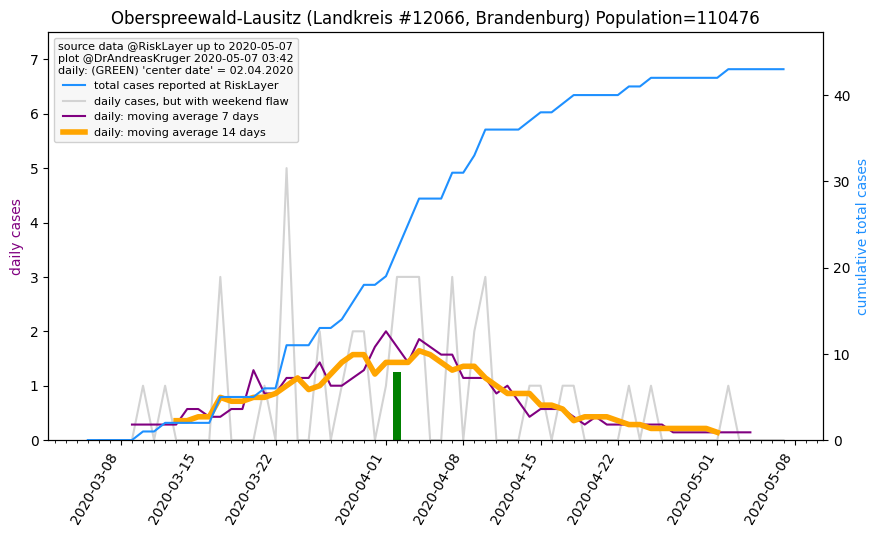 Oberspreewald-Lausitz (Landkreis #12066, Brandenburg) Population=110476
source data @RiskLayer up to 2020-05-07
plot @DrAndreasKruger 2020-05-07 03:42
daily: (GREEN) 'center date' = 02.04.2020
total cases reported at RiskLayer
daily cases, but with weekend flaw
daily: moving average 7 days
daily: moving average 14 days
daily cases
7
6
5
4
3
2
1
0
cumulative total cases
40
30
20
10
0
2020-03-08
2020-03-15
2020-03-22
2020-04-01
2020-04-08
2020-04-15
2020-04-22
2020-05-01
2020-05-08